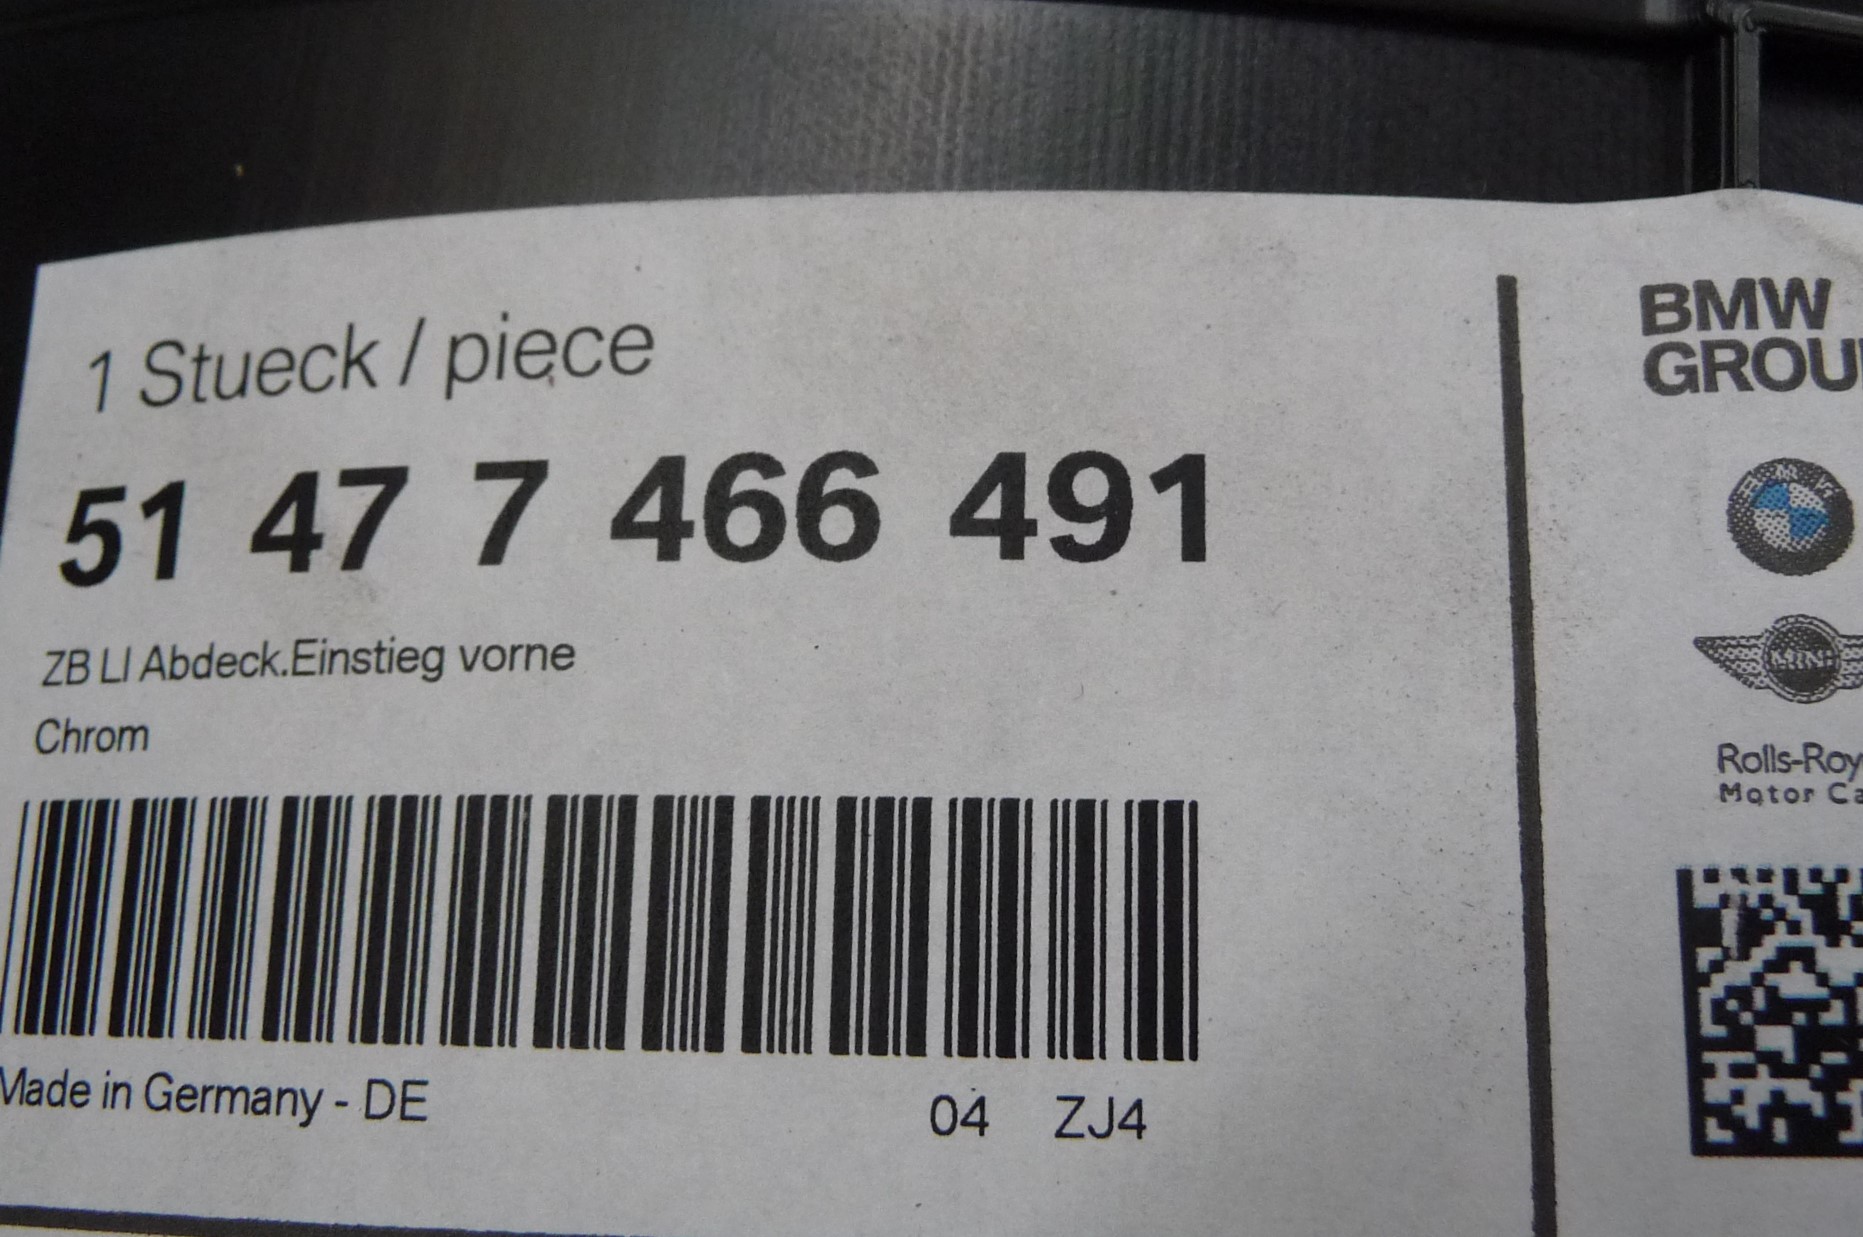 1 Stueck / piece
51 47 7 466 491
ZB LI Abdeck.Einstieg vorne
Chrom
Made in Germany - DE
04 ZJ4
BMW
GROU
MINI
Rolls-Roy
Motor Ca